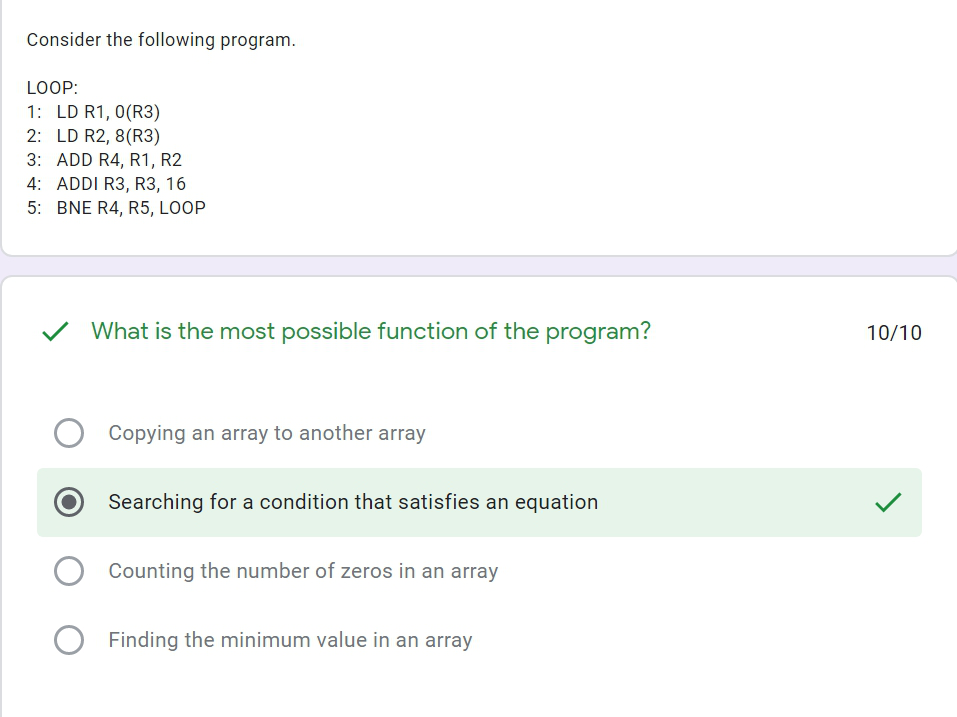 Consider the following program.
LOOP:
1: LD R1, 0(R3)
2: LD R2, 8(R3)
3: ADD R4, R1, R2
4: ADDI R3, R3, 16
5: BNE R4, R5, LOOP
What is the most possible function of the program? 10/10
Copying an array to another array
Searching for a condition that satisfies an equation
Counting the number of zeros in an array
Finding the minimum value in an array